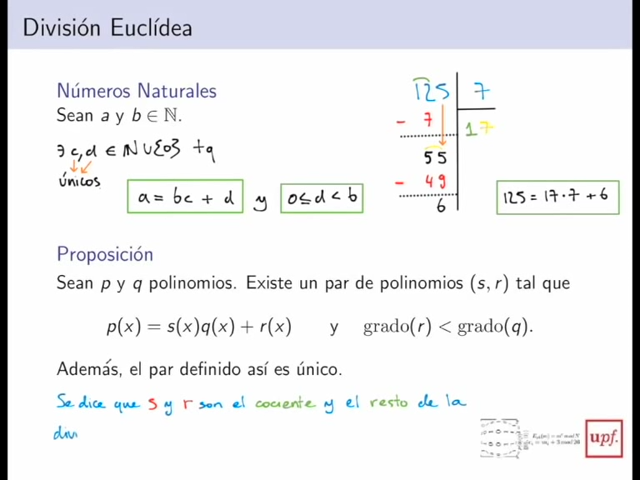 División Euclídea
Números Naturales
Sean a y b ∈ ℕ.
∃ c,d ∈ ℕ ∪ {0} tq
únicos
a = bc + d y 0 ≤ d < b
125 7
- 7 17
55
- 49
6
125 = 17 · 7 + 6
Proposición
Sean p y q polinomios. Existe un par de polinomios (s, r) tal que
p(x) = s(x)q(x) + r(x) y grado(r) < grado(q).
Además, el par definido así es único.
Se dice que s y r son el cociente y el resto de la
divi
upf.